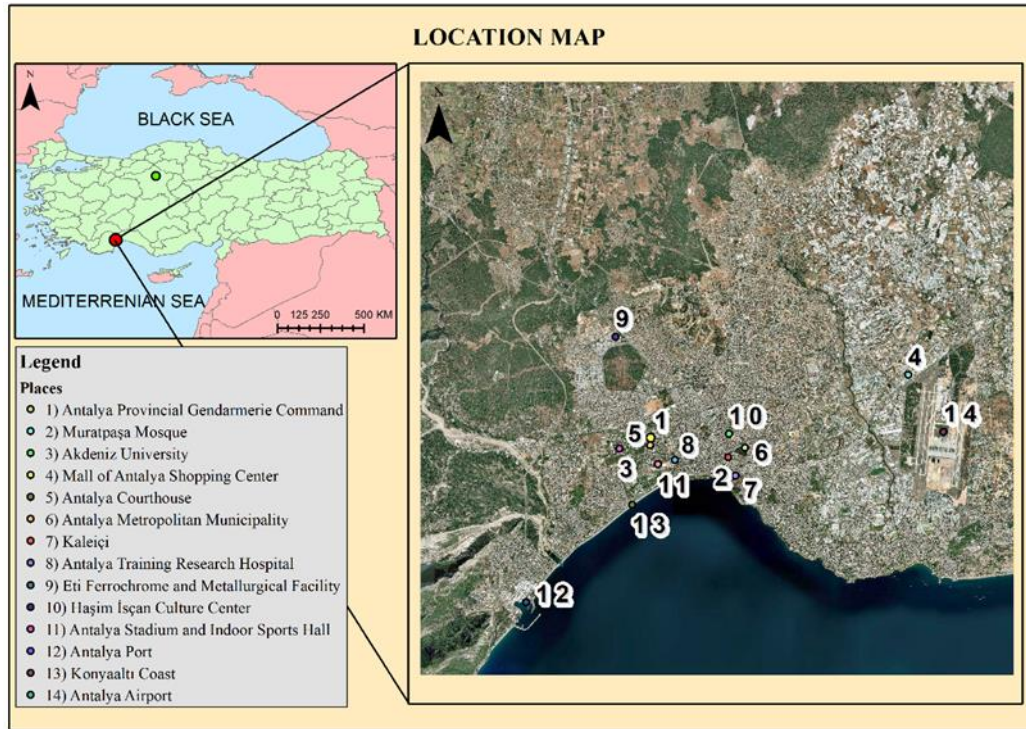 LOCATION MAP
N
BLACK SEA
MEDITERRENIAN SEA
0 125 250 500 KM
Legend
Places
1) Antalya Provincial Gendarmerie Command
2) Muratpaşa Mosque
3) Akdeniz University
4) Mall of Antalya Shopping Center
5) Antalya Courthouse
6) Antalya Metropolitan Municipality
7) Kaleiçi
8) Antalya Training Research Hospital
9) Eti Ferrochrome and Metallurgical Facility
10) Haşim İsçan Culture Center
11) Antalya Stadium and Indoor Sports Hall
12) Antalya Port
13) Konyaaltı Coast
14) Antalya Airport
N
9
4
14
1
10
5
8
6
3
11
2
7
13
12